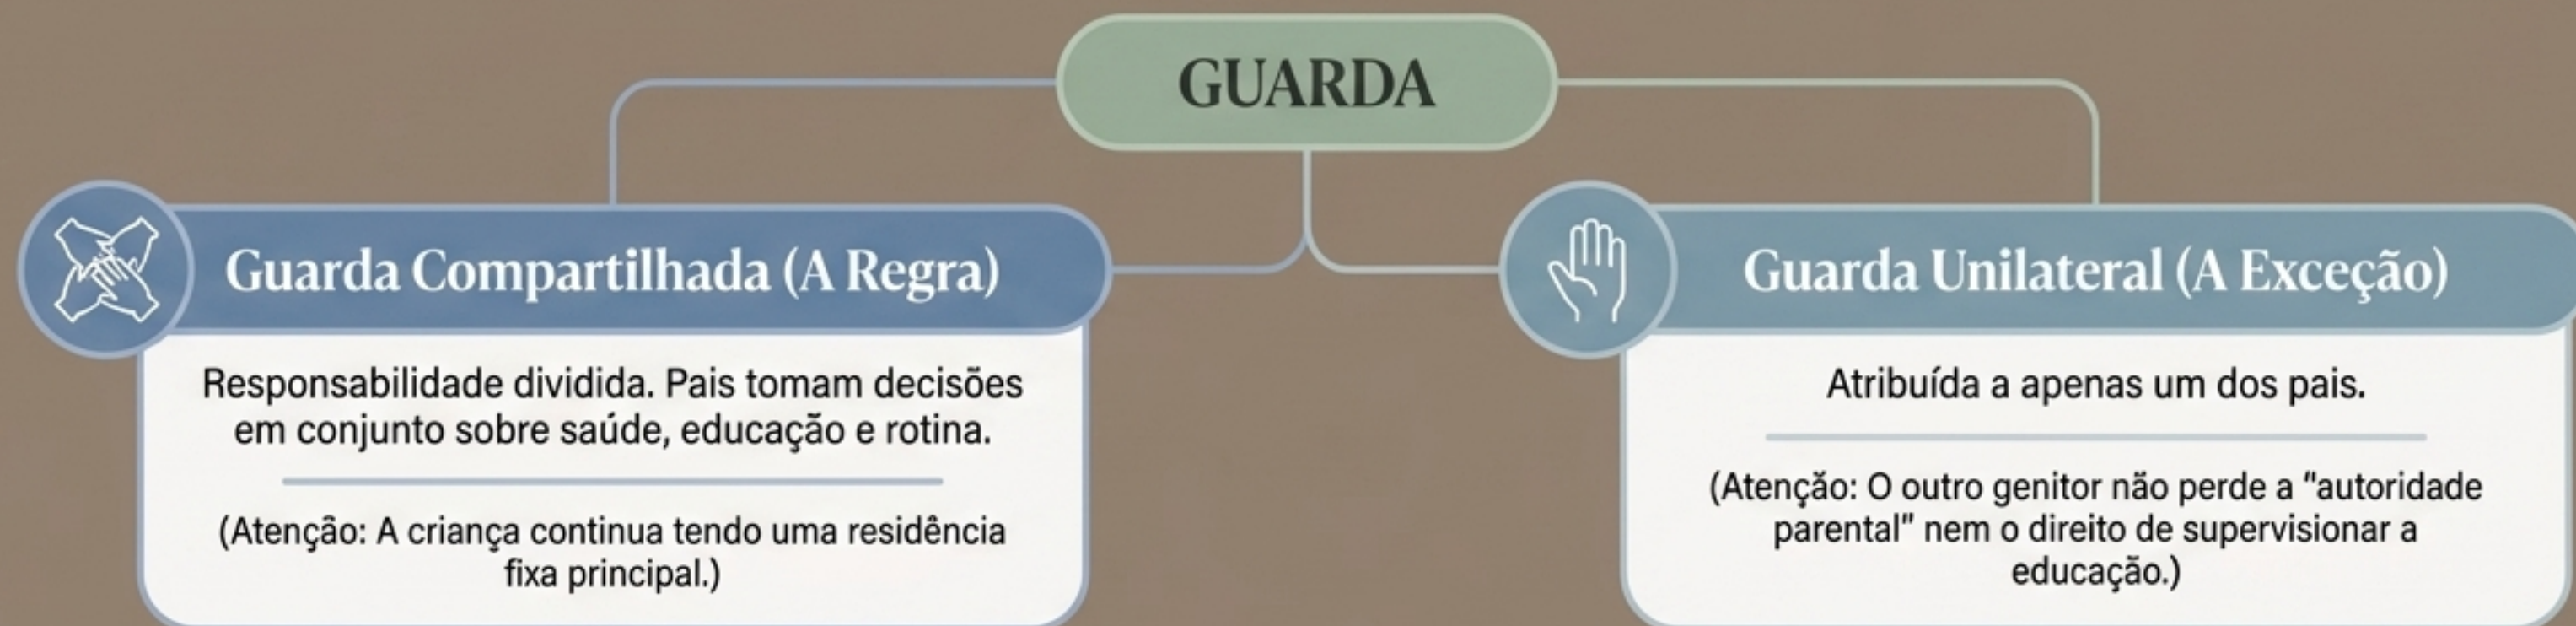 GUARDA
Guarda Compartilhada (A Regra)
Responsabilidade dividida. Pais tomam decisões
em conjunto sobre saúde, educação e rotina.
(Atenção: A criança continua tendo uma residência
fixa principal.)
Guarda Unilateral (A Exceção)
Atribuída a apenas um dos pais.
(Atenção: O outro genitor não perde a "autoridade
parental" nem o direito de supervisionar a
educação.)